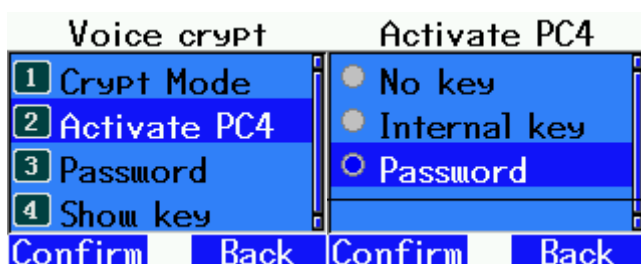 Voice crypt
1 Crypt Mode
2 Activate PC4
3 Password
4 Show key
Confirm Back
Activate PC4
No key
Internal key
Password
Confirm Back